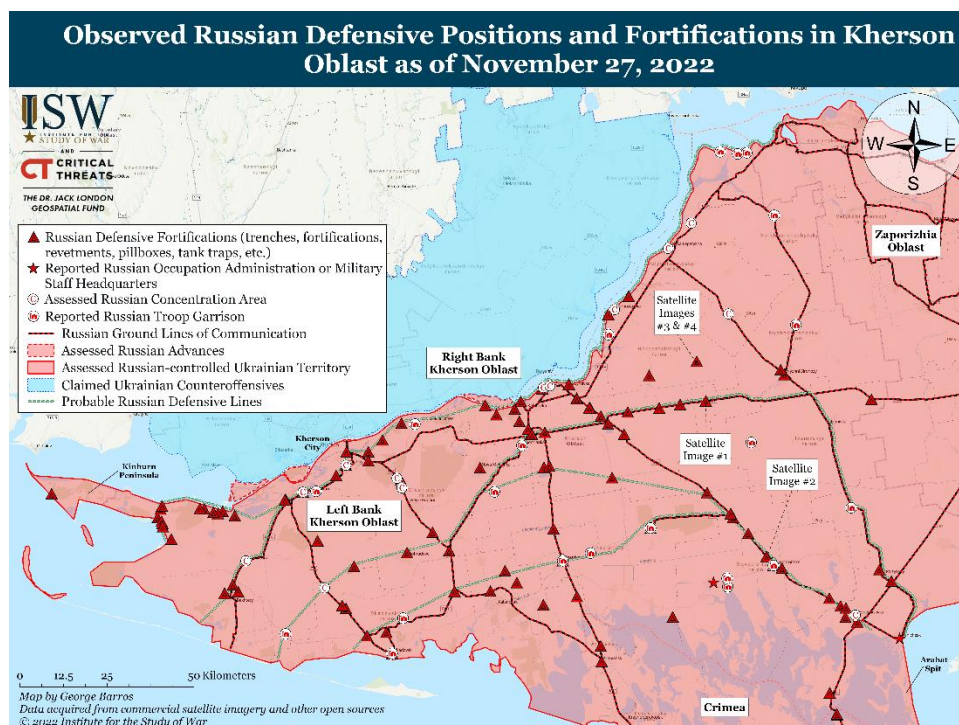 Observed Russian Defensive Positions and Fortifications in Kherson
Oblast as of November 27, 2022
ISW
INSTITUTE FOR THE
STUDY OF WAR
AND
CT CRITICAL
THREATS
THE DR. JACK LONDON
GEOSPATIAL FUND
N
W E
S
Russian Defensive Fortifications (trenches, fortifications,
revetments, pillboxes, tank traps, etc.)
Reported Russian Occupation Administration or Military
Staff Headquarters
Assessed Russian Concentration Area
Reported Russian Troop Garrison
Russian Ground Lines of Communication
Assessed Russian Advances
Assessed Russian-controlled Ukrainian Territory
Claimed Ukrainian Counteroffensives
Probable Russian Defensive Lines
Zaporizhia
Oblast
Satellite
Images
#3 & #4
Right Bank
Kherson Oblast
Kherson
City
Satellite
Image #1
Kinburn
Peninsula
Satellite
Image #2
Left Bank
Kherson Oblast
Arabat
Spit
Crimea
0 12.5 25 50 Kilometers
Map by George Barros
Data acquired from commercial satellite imagery and other open sources
© 2022 Institute for the Study of War